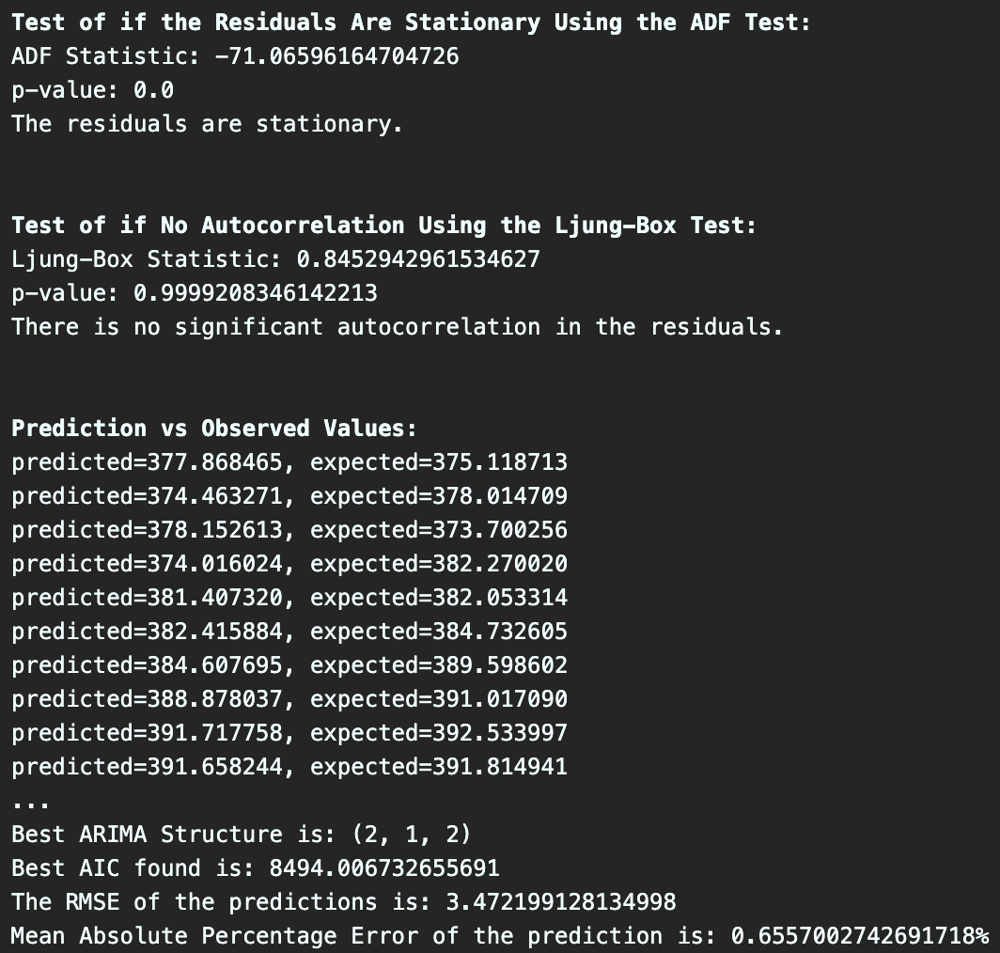 Test of if the Residuals Are Stationary Using the ADF Test:
ADF Statistic: -71.06596164704726
p-value: 0.0
The residuals are stationary.
Test of if No Autocorrelation Using the Ljung-Box Test:
Ljung-Box Statistic: 0.8452942961534627
p-value: 0.9999208346142213
There is no significant autocorrelation in the residuals.
Prediction vs Observed Values:
predicted=377.868465, expected=375.118713
predicted=374.463271, expected=378.014709
predicted=378.152613, expected=373.700256
predicted=374.016024, expected=382.270020
predicted=381.407320, expected=382.053314
predicted=382.415884, expected=384.732605
predicted=384.607695, expected=389.598602
predicted=388.878037, expected=391.017090
predicted=391.717758, expected=392.533997
predicted=391.658244, expected=391.814941
...
Best ARIMA Structure is: (2, 1, 2)
Best AIC found is: 8494.006732655691
The RMSE of the predictions is: 3.472199128134998
Mean Absolute Percentage Error of the prediction is: 0.6557002742691718%